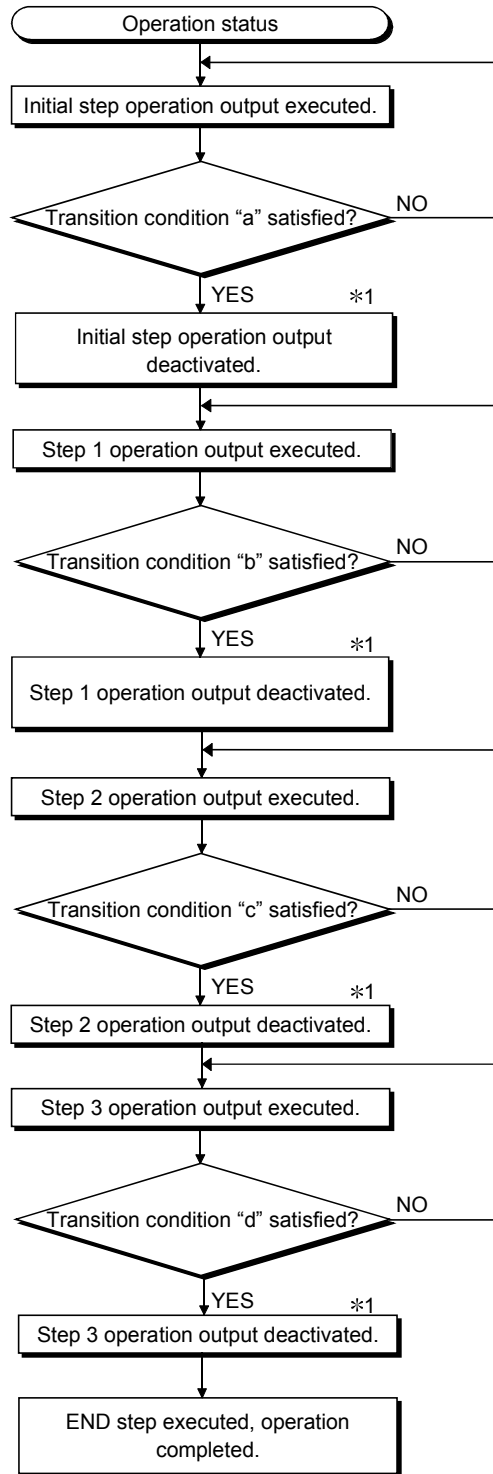 Operation status
Initial step operation output executed.
Transition condition “a” satisfied?
NO
YES
*1
Initial step operation output
deactivated.
Step 1 operation output executed.
Transition condition “b” satisfied?
NO
YES
*1
Step 1 operation output deactivated.
Step 2 operation output executed.
Transition condition “c” satisfied?
NO
YES
*1
Step 2 operation output deactivated.
Step 3 operation output executed.
Transition condition “d” satisfied?
NO
YES
*1
Step 3 operation output deactivated.
END step executed, operation
completed.